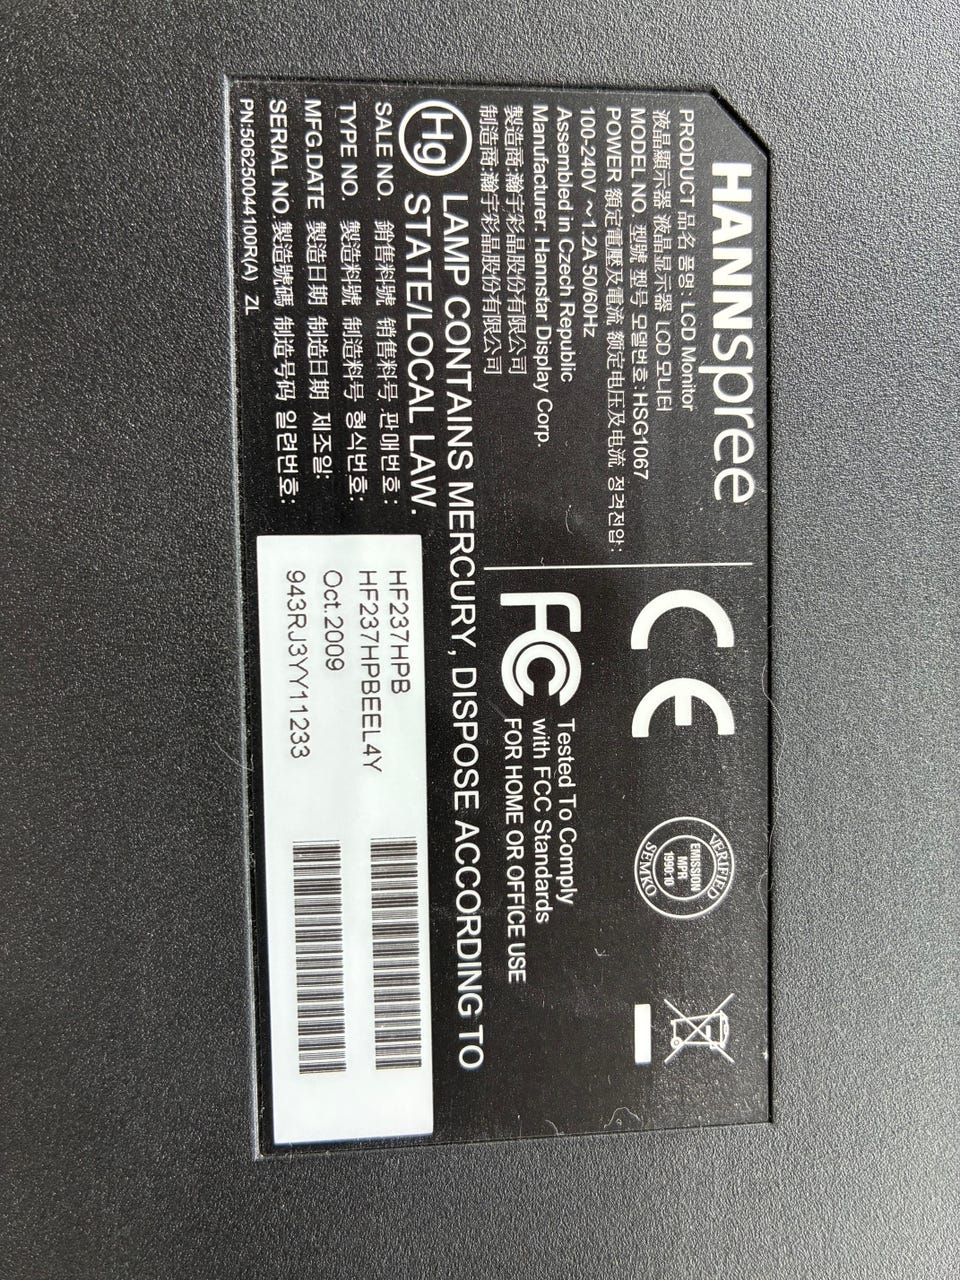 HANNSpree
PRODUCT 品名 품명 : LCD Monitor
液晶顯示器 液晶显示器 LCD 모니터
MODEL NO. 型號 型号 모델번호 : HSG1067
POWER 額定電壓及電流 额定电压及电流 정격전압 :
100-240V ~1.2A 50/60Hz
Assembled in Czech Republic
Manufacturer: Hannstar Display Corp.
製造商:瀚宇彩晶股份有限公司
制造商:瀚宇彩晶股份有限公司
CE
VERIFIED
EMISSION
MPR
1990:10
SEMKO
FC
Tested To Comply
with FCC Standards
FOR HOME OR OFFICE USE
Hg LAMP CONTAINS MERCURY, DISPOSE ACCORDING TO
STATE/LOCAL LAW.
SALE NO. 銷售料號 销售料号 판매번호 : HF237HPB
TYPE NO. 製造料號 制造料号 형식번호 : HF237HPBEEL4Y
MFG.DATE 製造日期 制造日期 제조일 : Oct.2009
SERIAL NO. 製造號碼 制造号码 일련번호 : 943RJ3YY11233
PN:506250044100R(A) ZL